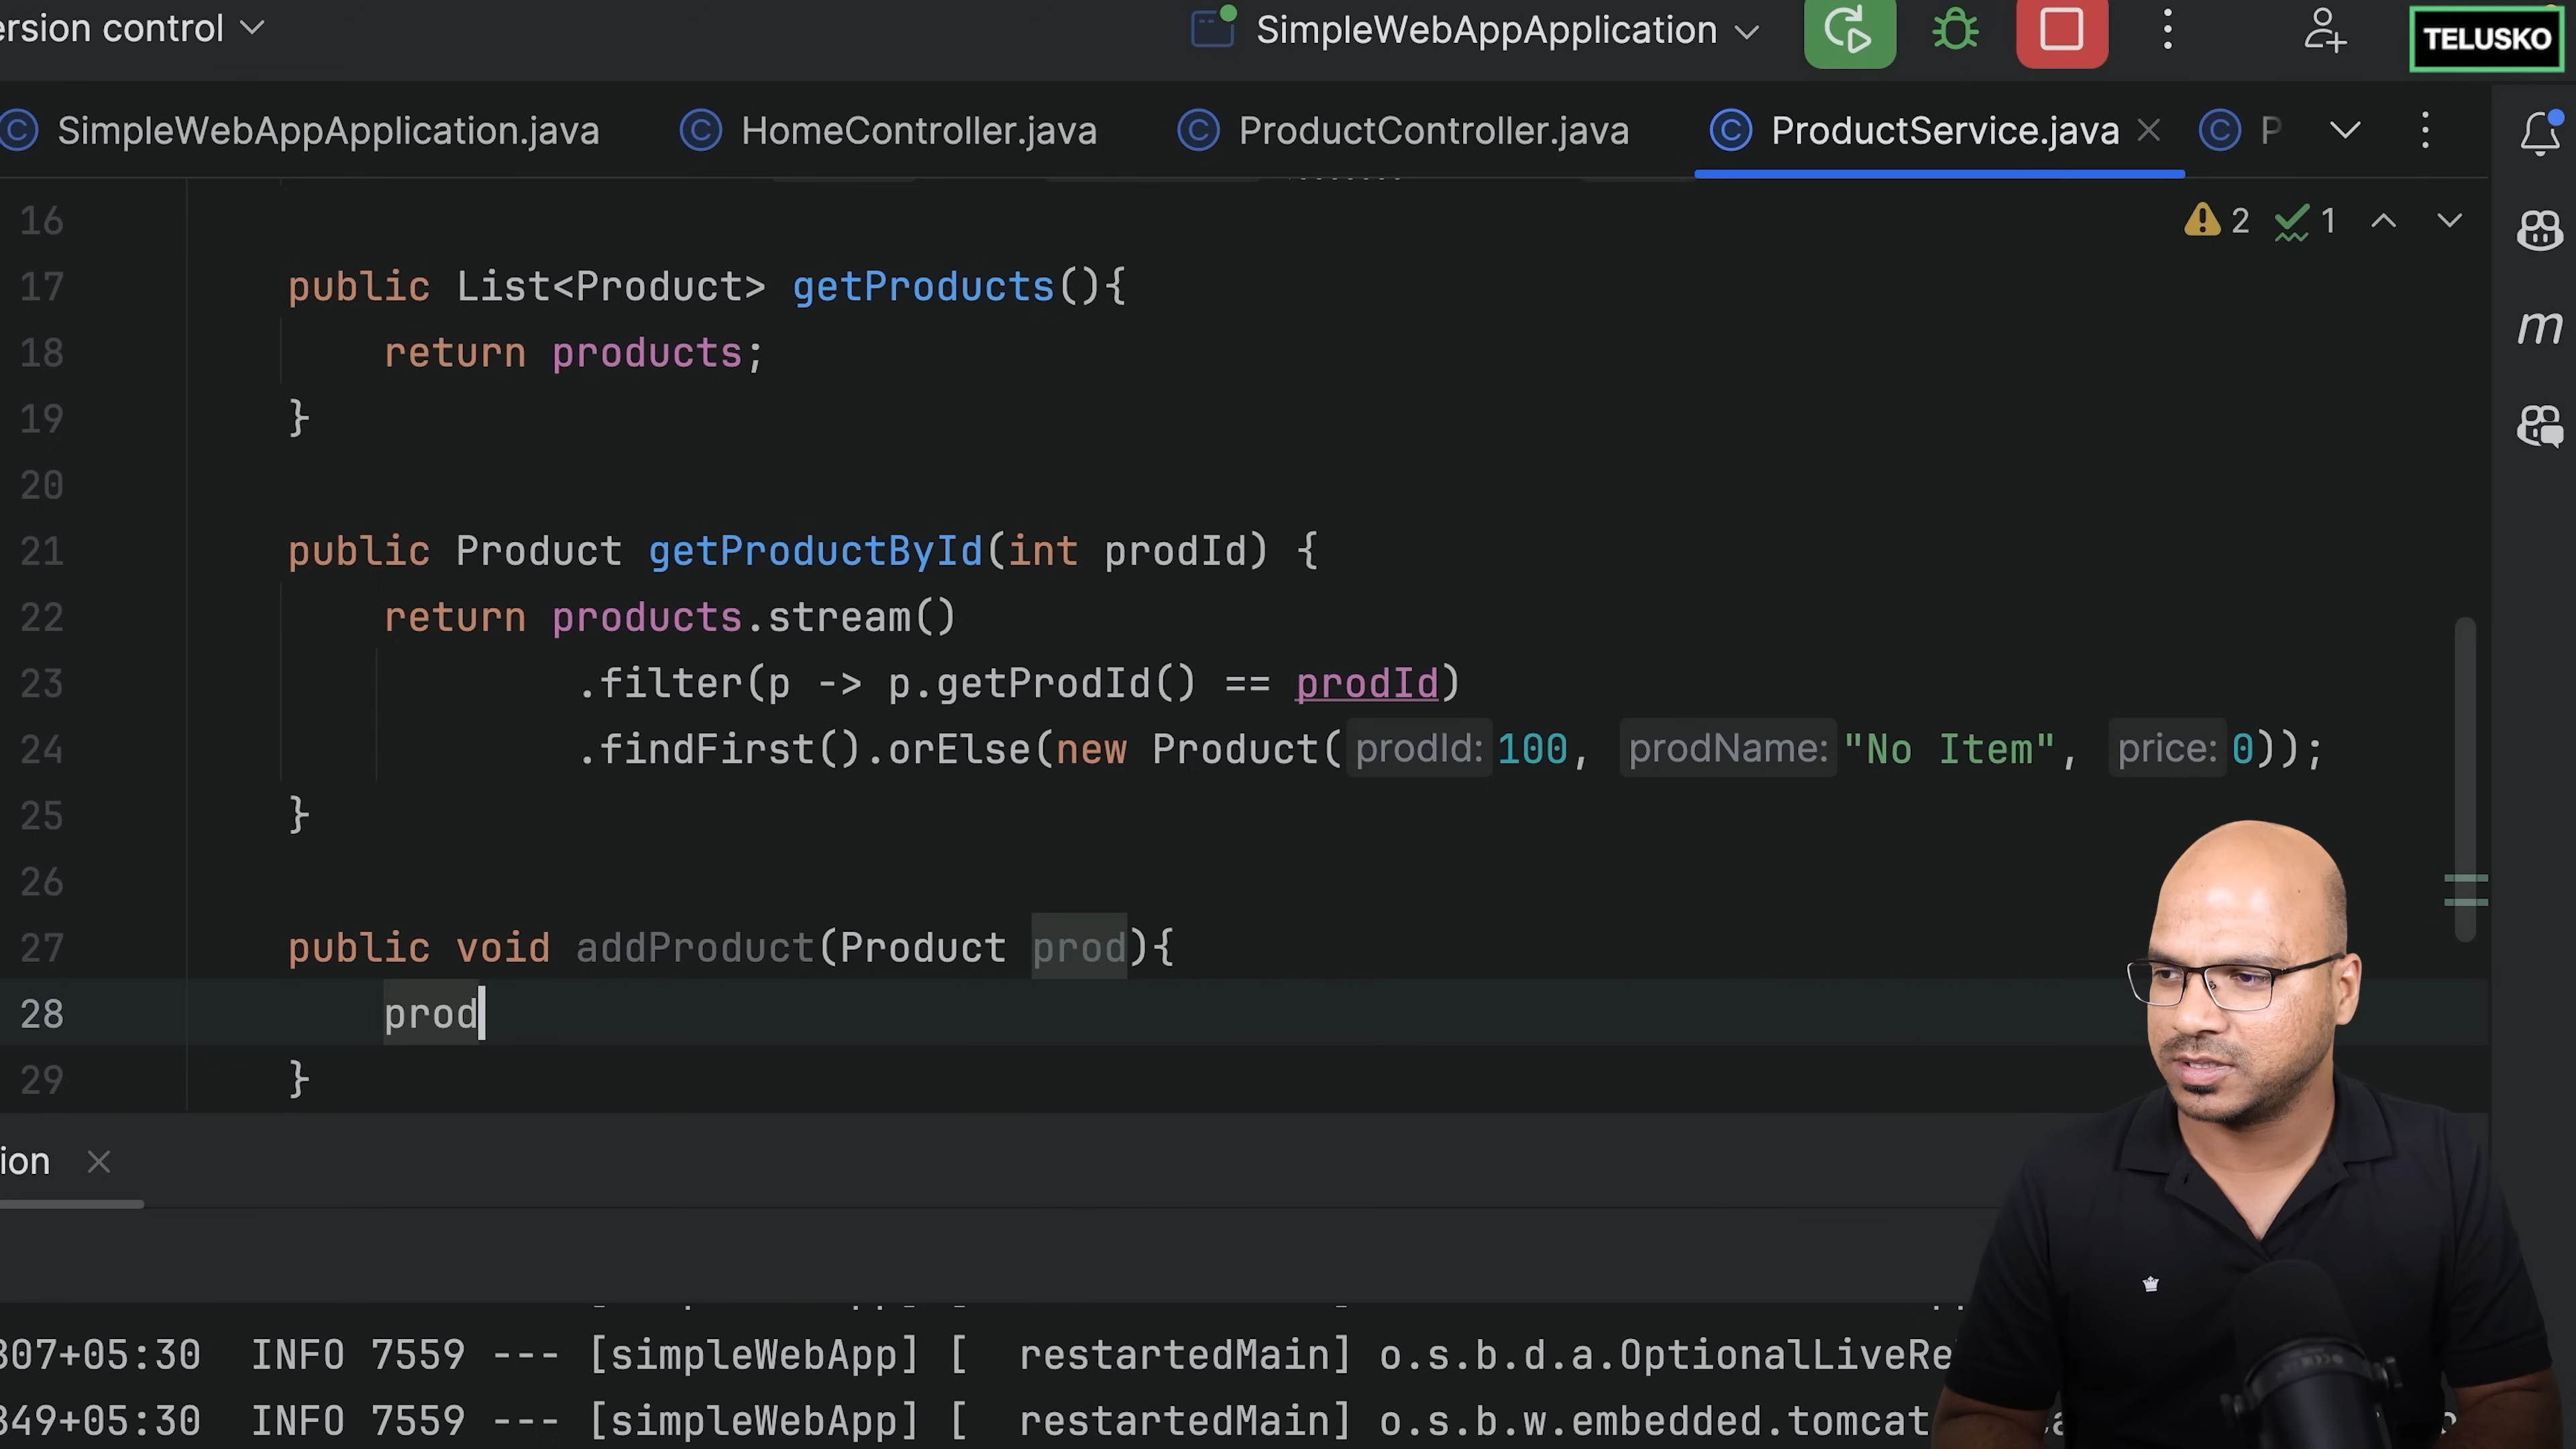 ersion control
SimpleWebAppApplication
TELUSKO
SimpleWebAppApplication.java
HomeController.java
ProductController.java
ProductService.java
P
16
2
1
17 public List<Product> getProducts(){
18 return products;
19 }
20
21 public Product getProductById(int prodId) {
22 return products.stream()
23 .filter(p -> p.getProdId() == prodId)
24 .findFirst().orElse(new Product( prodId: 100, prodName: "No Item", price: 0));
25 }
26
27 public void addProduct(Product prod){
28 prod
29 }
m
ion
307+05:30 INFO 7559 --- [simpleWebApp] [ restartedMain] o.s.b.d.a.OptionalLiveRe
349+05:30 INFO 7559 --- [simpleWebApp] [ restartedMain] o.s.b.w.embedded.tomcat.